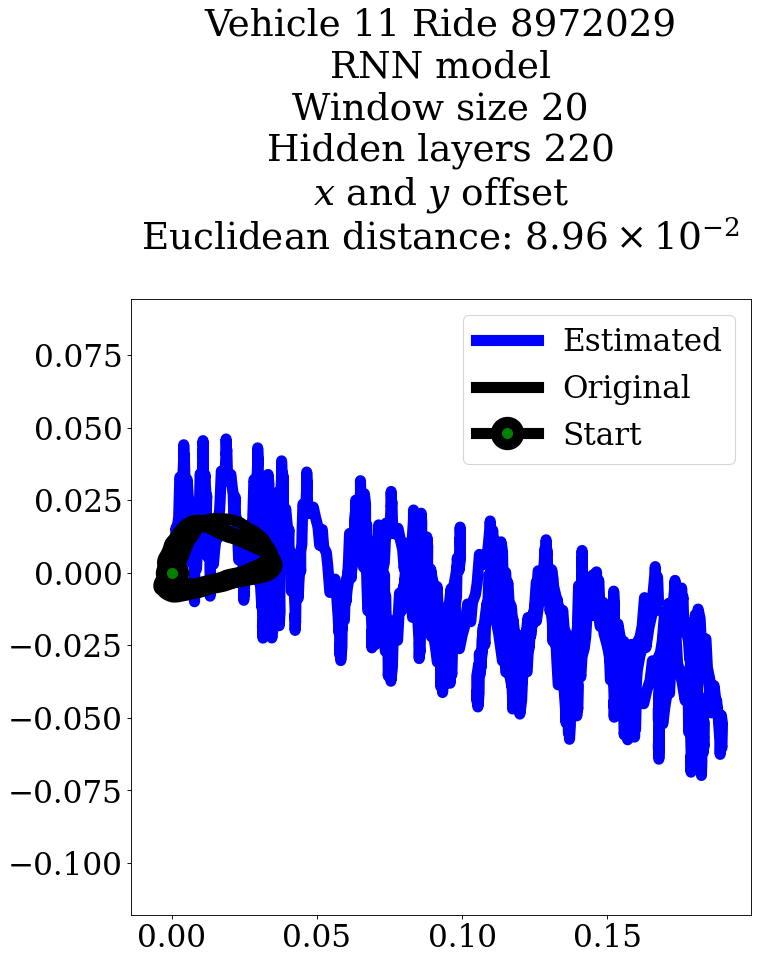 Vehicle 11 Ride 8972029
RNN model
Window size 20
Hidden layers 220
x and y offset
Euclidean distance: 8.96 × 10⁻²
Estimated
Original
Start
0.075
0.050
0.025
0.000
−0.025
−0.050
−0.075
−0.100
0.00 0.05 0.10 0.15